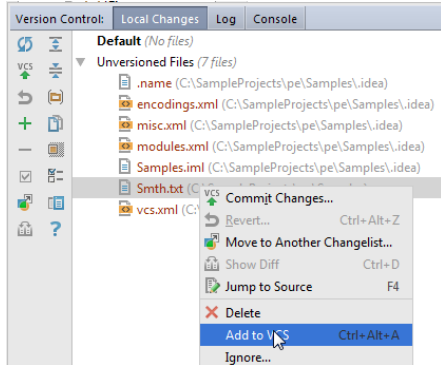 Version Control: Local Changes Log Console
Default (No files)
Unversioned Files (7 files)
.name (C:\SampleProjects\pe\Samples\.idea)
VCS
encodings.xml (C:\SampleProjects\pe\Samples\.idea)
misc.xml (C:\SampleProjects\pe\Samples\.idea)
modules.xml (C:\SampleProjects\pe\Samples\.idea)
Samples.iml (C:\SampleProjects\pe\Samples\.idea)
Smth.txt
vcs.xml (C:\
VCS Commit Changes...
Revert... Ctrl+Alt+Z
Move to Another Changelist...
Show Diff Ctrl+D
Jump to Source F4
Delete
Add to VCS Ctrl+Alt+A
Ignore...